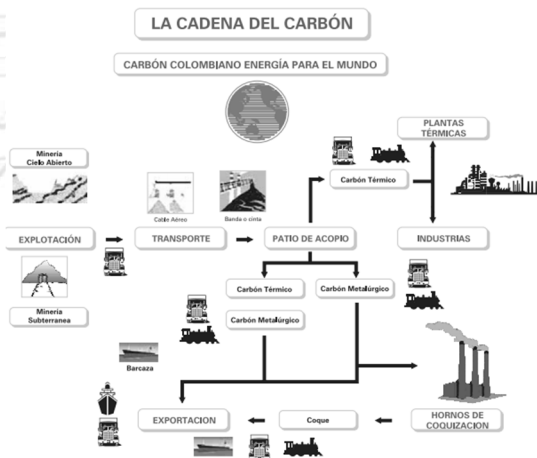 LA CADENA DEL CARBÓN
CARBÓN COLOMBIANO ENERGÍA PARA EL MUNDO
PLANTAS
TÉRMICAS
Minería
Cielo Abierto
Carbón Térmico
Cable Aéreo
Banda o cinta
EXPLOTACIÓN
TRANSPORTE
PATIO DE ACOPIO
INDUSTRIAS
Carbón Térmico
Carbón Metalúrgico
Minería
Subterranea
Carbón Metalúrgico
Barcaza
EXPORTACION
Coque
HORNOS DE
COQUIZACION